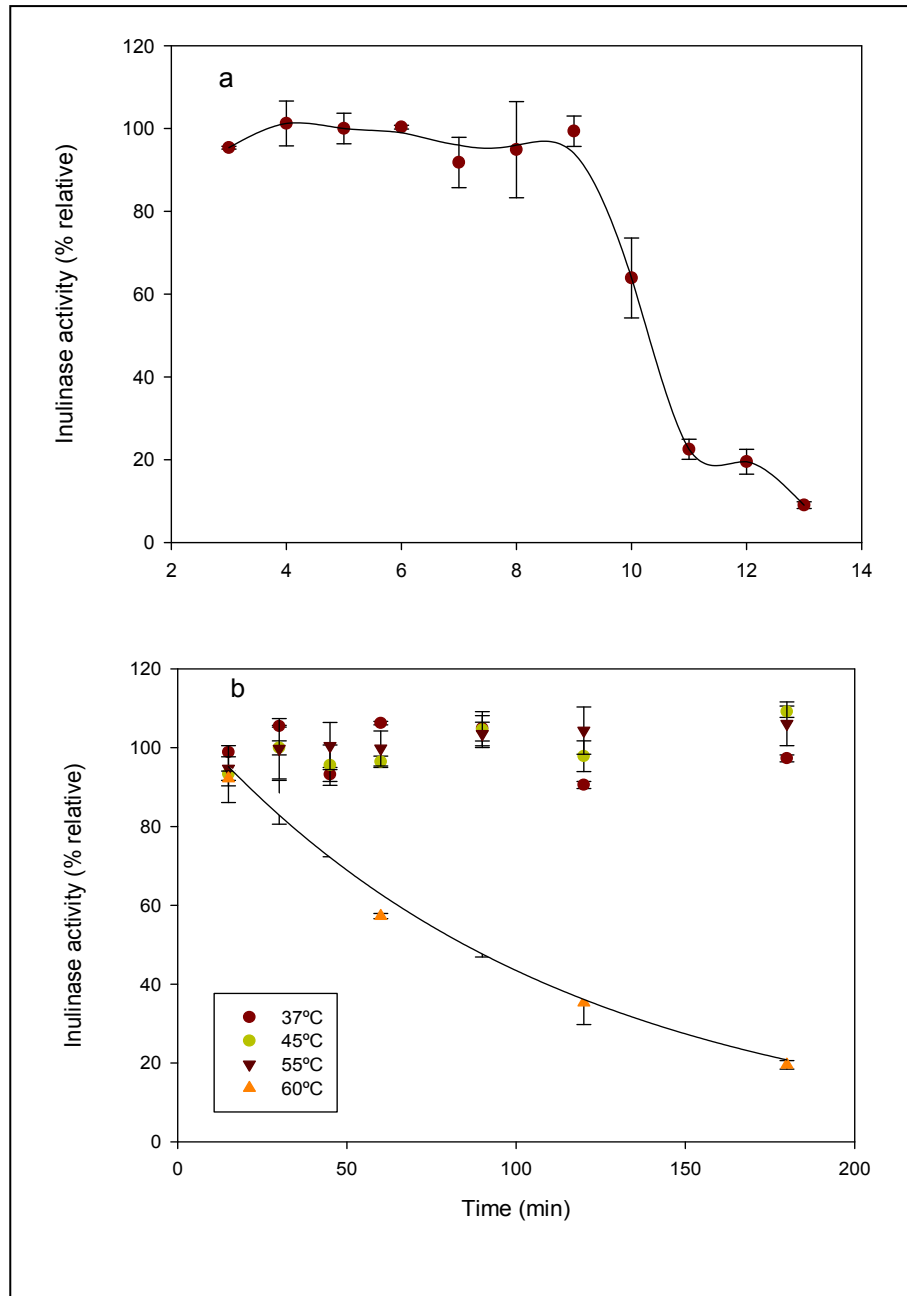 120
a
100
80
60
40
20
0
Inulinase activity (% relative)
2 4 6 8 10 12 14
120
b
100
80
60
40
20
0
Inulinase activity (% relative)
37ºC
45ºC
55ºC
60ºC
0 50 100 150 200
Time (min)